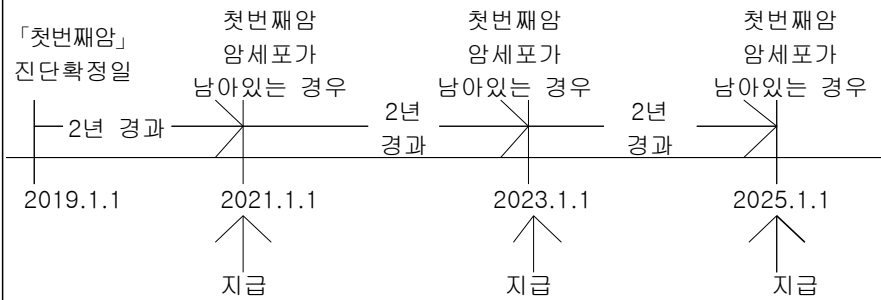 「첫번째암」
진단확정일
첫번째암
암세포가
남아있는 경우
첫번째암
암세포가
남아있는 경우
첫번째암
암세포가
남아있는 경우
2년 경과
2년
경과
2년
경과
2019.1.1
2021.1.1
2023.1.1
2025.1.1
지급
지급
지급